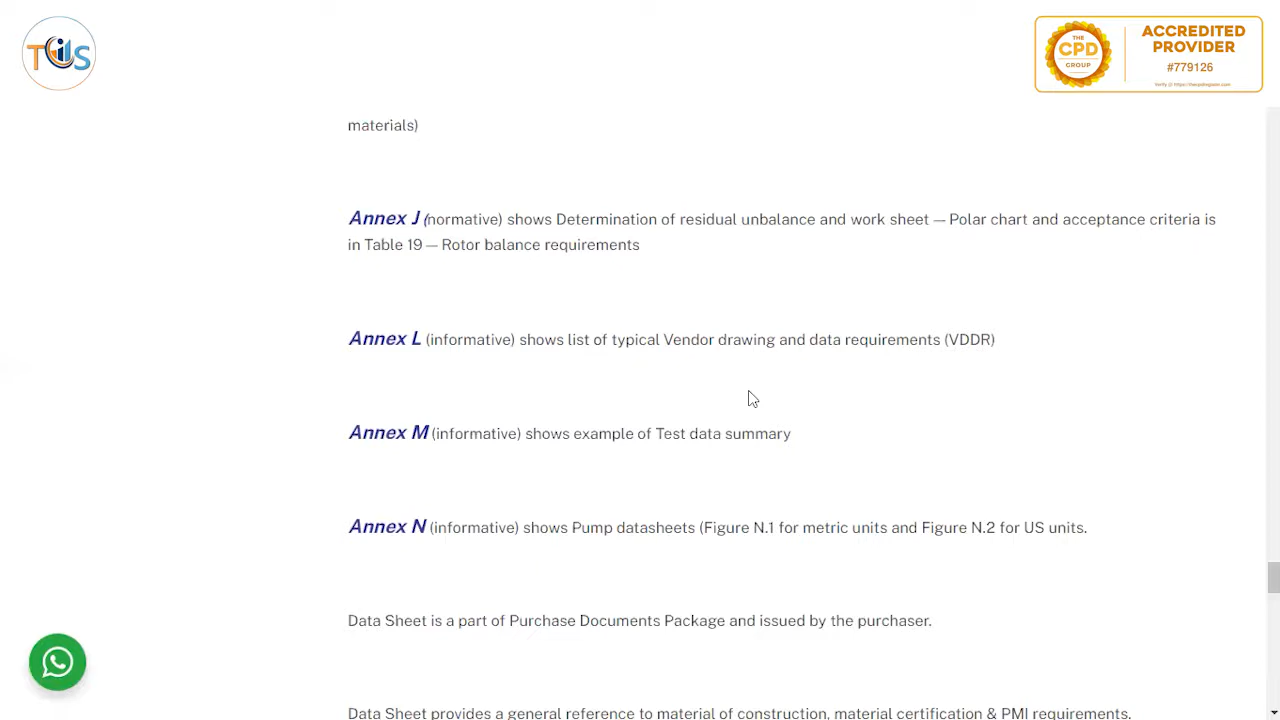 TIS
THE
CPD
GROUP
ACCREDITED
PROVIDER
#779126
materials)
Annex J (normative) shows Determination of residual unbalance and work sheet — Polar chart and acceptance criteria is
in Table 19 — Rotor balance requirements
Annex L (informative) shows list of typical Vendor drawing and data requirements (VDDR)
Annex M (informative) shows example of Test data summary
Annex N (informative) shows Pump datasheets (Figure N.1 for metric units and Figure N.2 for US units.
Data Sheet is a part of Purchase Documents Package and issued by the purchaser.
Data Sheet provides a general reference to material of construction, material certification & PMI requirements.